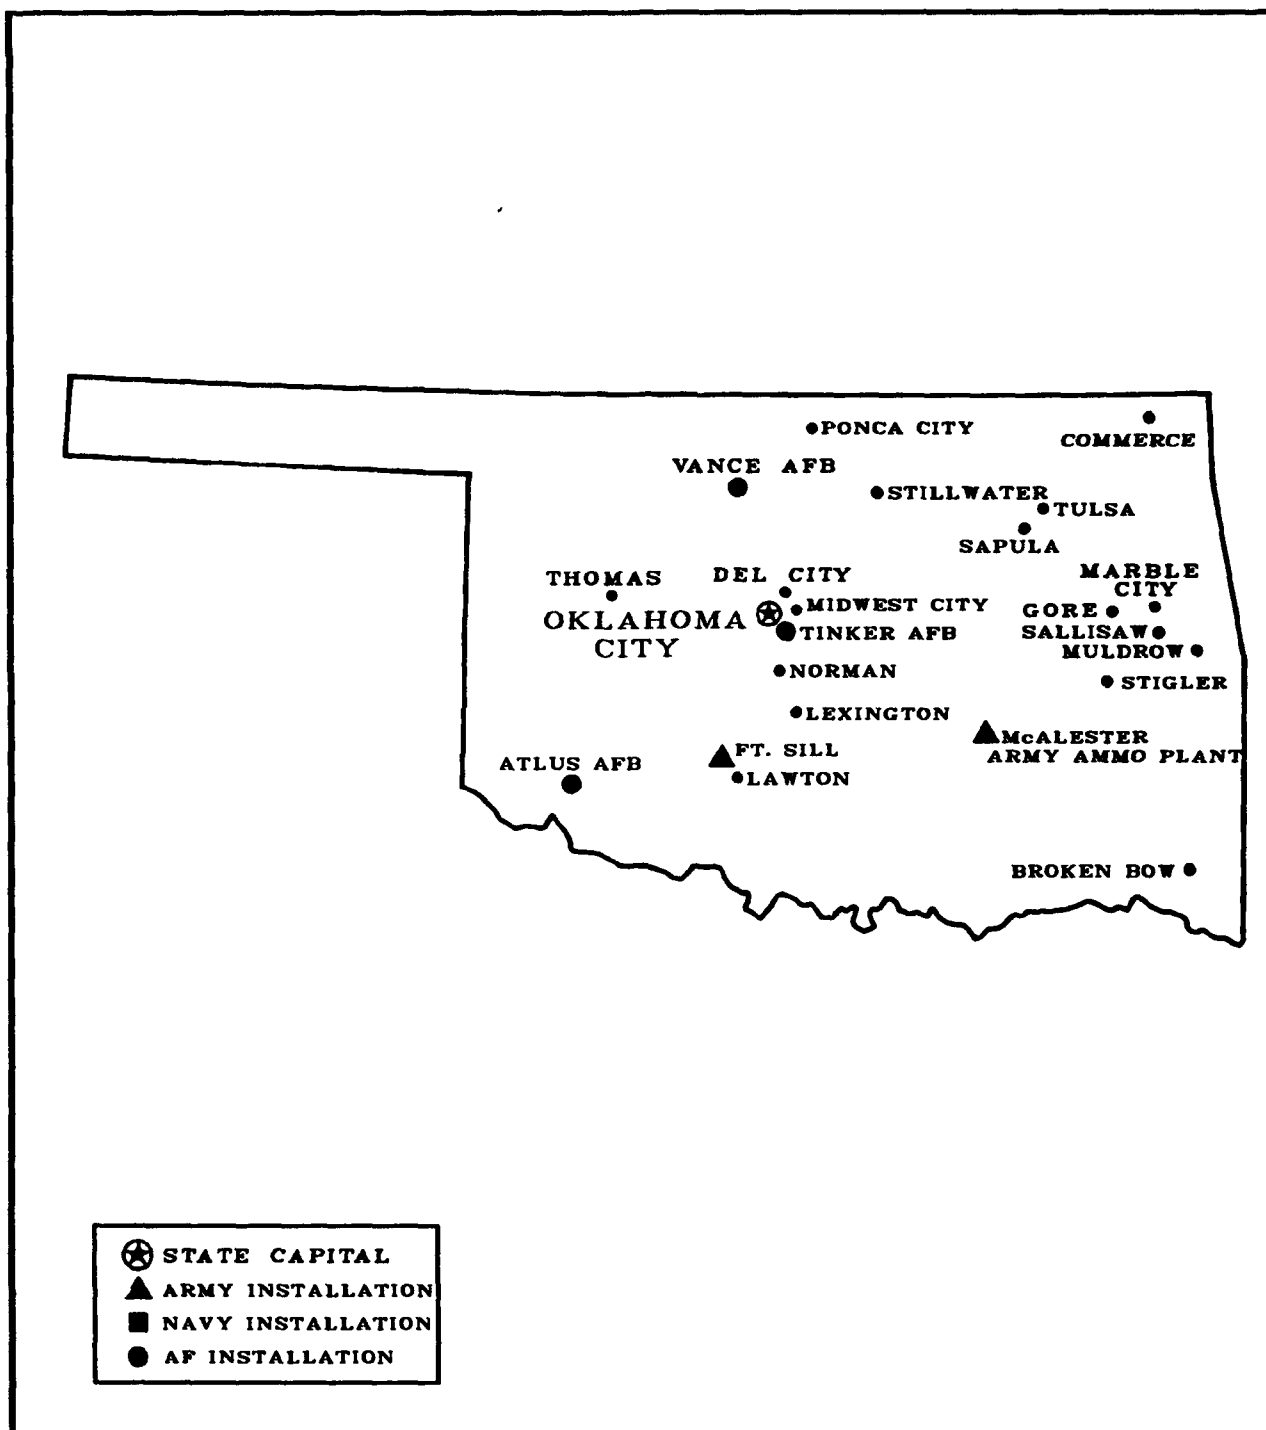 PONCA CITY
COMMERCE
VANCE AFB
STILLWATER
TULSA
SAPULA
THOMAS
DEL CITY
MARBLE
CITY
OKLAHOMA
CITY
MIDWEST CITY
GORE
TINKER AFB
SALLISAW
MULDROW
NORMAN
STIGLER
LEXINGTON
McALESTER
ARMY AMMO PLANT
FT. SILL
ATLUS AFB
LAWTON
BROKEN BOW
STATE CAPITAL
ARMY INSTALLATION
NAVY INSTALLATION
AF INSTALLATION